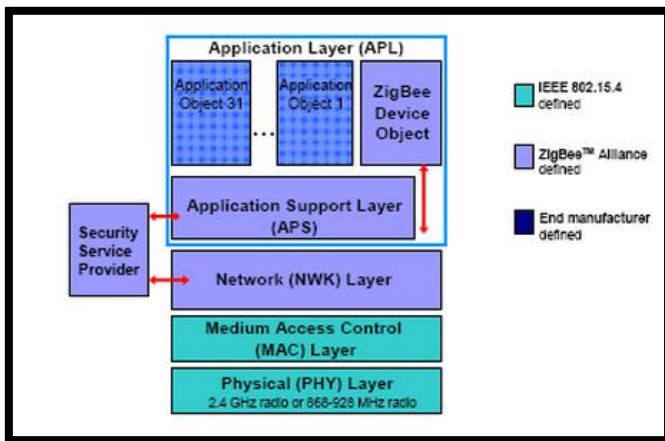 Application Layer (APL)
Application
Object 31
...
Application
Object 1
ZigBee
Device
Object
Application Support Layer
(APS)
Security
Service
Provider
Network (NWK) Layer
Medium Access Control
(MAC) Layer
Physical (PHY) Layer
2.4 GHz radio or 868-928 MHz radio
IEEE 802.15.4
defined
ZigBee™ Alliance
defined
End manufacturer
defined